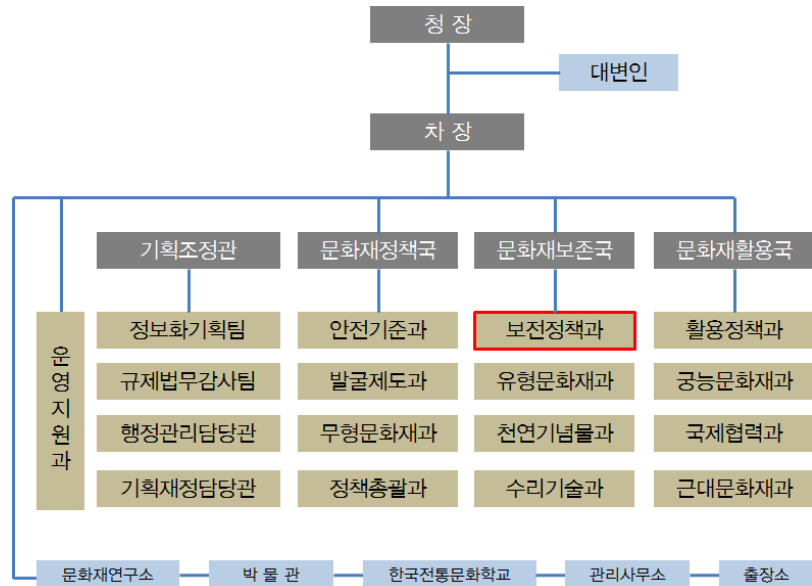 청 장
대변인
차 장
기획조정관 문화재정책국 문화재보존국 문화재활용국
운영지원과
정보화기획팀 안전기준과 보전정책과 활용정책과
규제법무감사팀 발굴제도과 유형문화재과 궁능문화재과
행정관리담당관 무형문화재과 천연기념물과 국제협력과
기획재정담당관 정책총괄과 수리기술과 근대문화재과
문화재연구소 박 물 관 한국전통문화학교 관리사무소 출장소